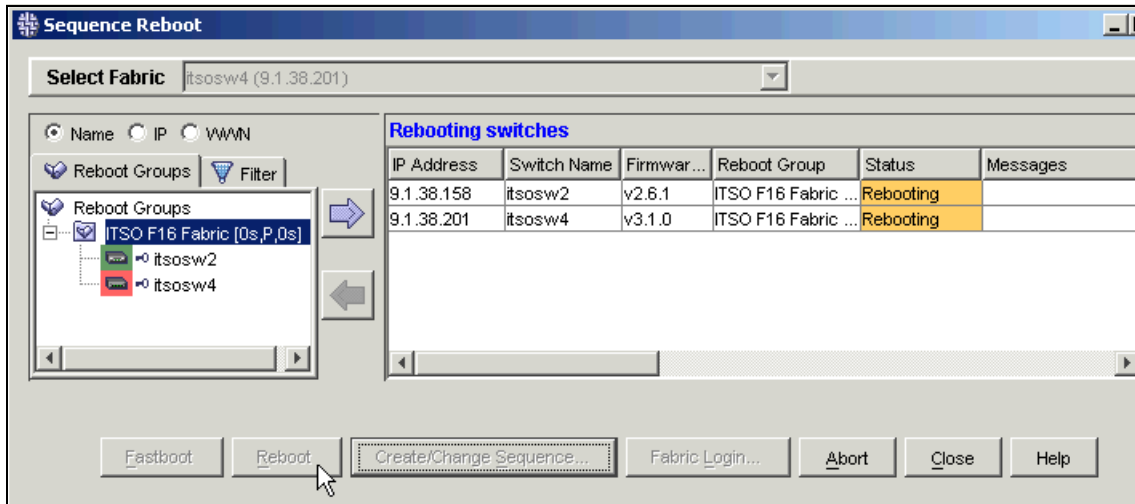 Sequence Reboot
Select Fabric itsosw4 (9.1.38.201)
Name IP WWN
Reboot Groups Filter
Reboot Groups
ITSO F16 Fabric [0s,P,0s]
itsosw2
itsosw4
Rebooting switches
IP Address Switch Name Firmwar... Reboot Group Status Messages
9.1.38.158 itsosw2 v2.6.1 ITSO F16 Fabric ... Rebooting
9.1.38.201 itsosw4 v3.1.0 ITSO F16 Fabric ... Rebooting
Fastboot Reboot Create/Change Sequence... Fabric Login... Abort Close Help